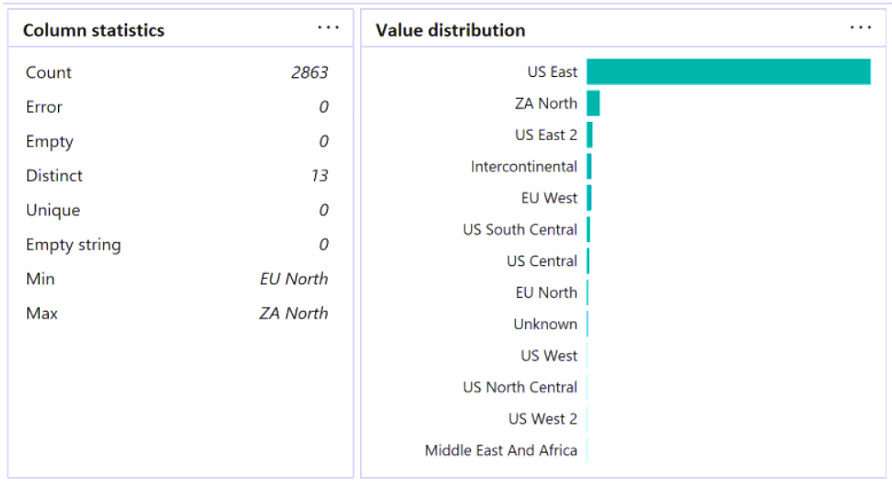 Column statistics ...
Count 2863
Error 0
Empty 0
Distinct 13
Unique 0
Empty string 0
Min EU North
Max ZA North
Value distribution ...
US East
ZA North
US East 2
Intercontinental
EU West
US South Central
US Central
EU North
Unknown
US West
US North Central
US West 2
Middle East And Africa